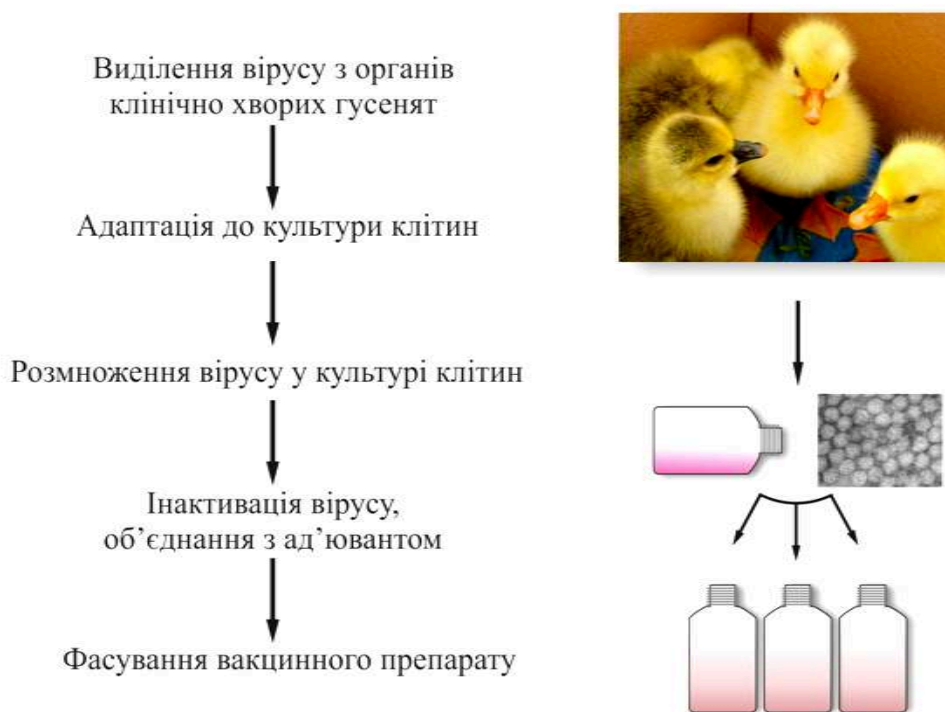 Виділення вірусу з органів
клінічно хворих гусенят
Адаптація до культури клітин
Розмноження вірусу у культурі клітин
Інактивація вірусу,
об’єднання з ад’ювантом
Фасування вакцинного препарату